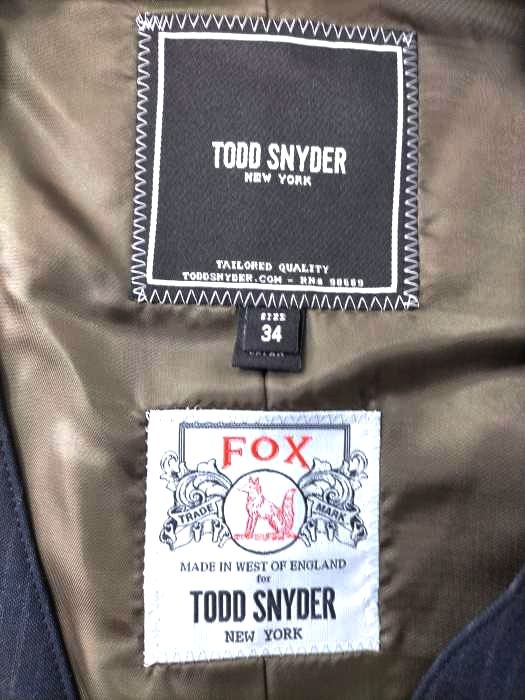 TODD SNYDER
NEW YORK
TAILORED QUALITY
TODDSNYDER.COM - RN#
SIZE
34
FOX
TRADE MARK
MADE IN WEST OF ENGLAND
for
TODD SNYDER
NEW YORK